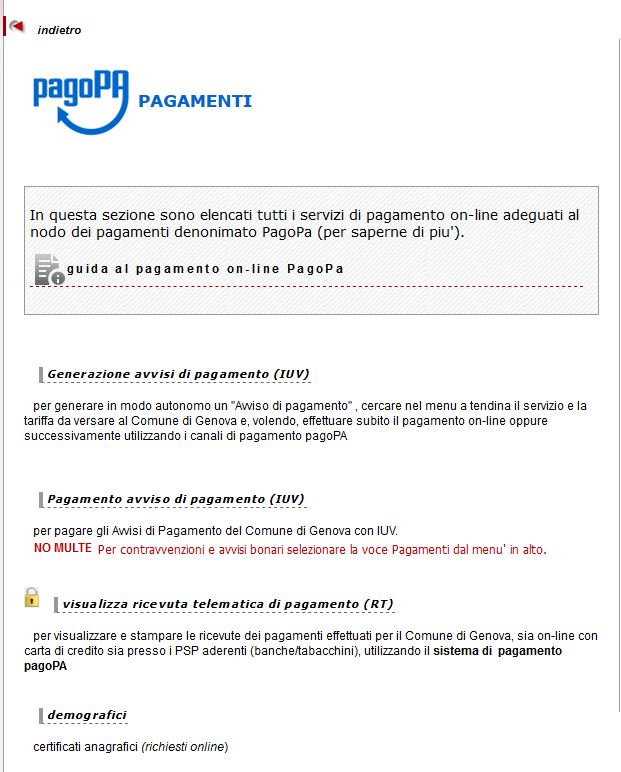 indietro
pagoPA PAGAMENTI
In questa sezione sono elencati tutti i servizi di pagamento on-line adeguati al
nodo dei pagamenti denonimato PagoPa (per saperne di piu').
guida al pagamento on-line PagoPa
Generazione avvisi di pagamento (IUV)
per generare in modo autonomo un "Avviso di pagamento" , cercare nel menu a tendina il servizio e la
tariffa da versare al Comune di Genova e, volendo, effettuare subito il pagamento on-line oppure
successivamente utilizzando i canali di pagamento pagoPA
Pagamento avviso di pagamento (IUV)
per pagare gli Avvisi di Pagamento del Comune di Genova con IUV.
NO MULTE Per contravvenzioni e avvisi bonari selezionare la voce Pagamenti dal menu' in alto.
visualizza ricevuta telematica di pagamento (RT)
per visualizzare e stampare le ricevute dei pagamenti effettuati per il Comune di Genova, sia on-line con
carta di credito sia presso i PSP aderenti (banche/tabacchini), utilizzando il sistema di pagamento
pagoPA
demografici
certificati anagrafici (richiesti online)